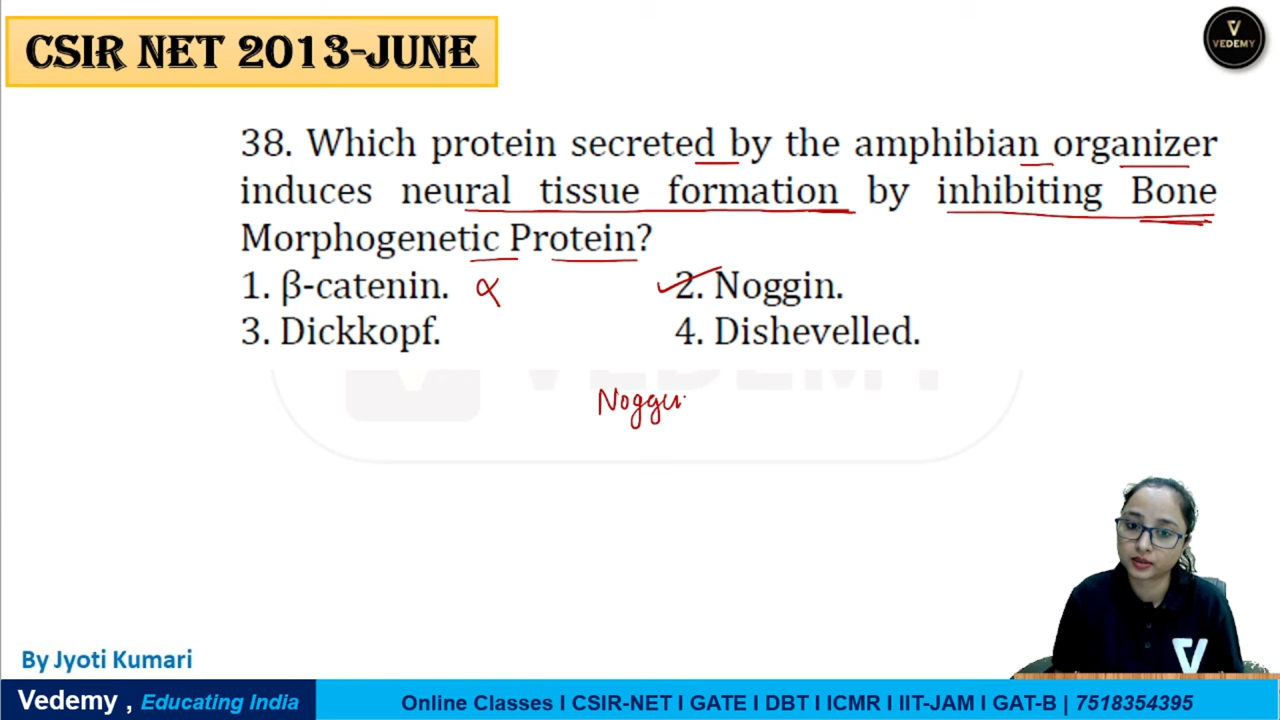 CSIR NET 2013-JUNE
V
VEDEMY
38. Which protein secreted by the amphibian organizer
induces neural tissue formation by inhibiting Bone
Morphogenetic Protein?
1. β-catenin. α 2. Noggin.
3. Dickkopf. 4. Dishevelled.
VEDEMY
Noggin
By Jyoti Kumari
Vedemy , Educating India Online Classes I CSIR-NET I GATE I DBT I ICMR I IIT-JAM I GAT-B | 7518354395